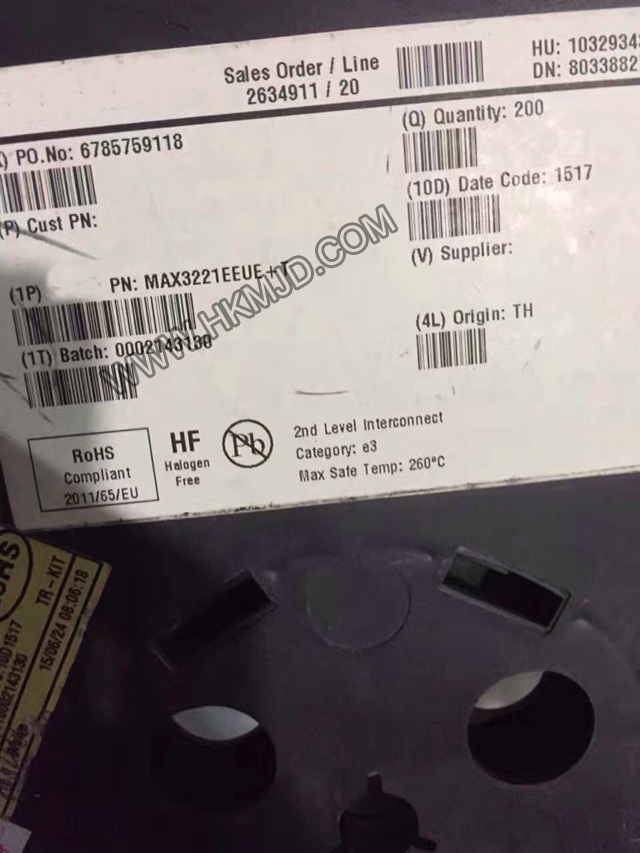 Sales Order / Line
2634911 / 20
HU: 1032934
DN: 8033882
PO.No: 6785759118
(Q) Quantity: 200
(P) Cust PN:
(10D) Date Code: 1517
(V) Supplier:
(1P) PN: MAX3221EEUE+T
(4L) Origin: TH
(1T) Batch: 0002143130
WWW.HKMJD.COM
RoHS
Compliant
2011/65/EU
HF
Halogen
Free
Pb
2nd Level Interconnect
Category: e3
Max Safe Temp: 260°C
TR-KIT
15/06/24 08:06:18
10D1517
0002143130